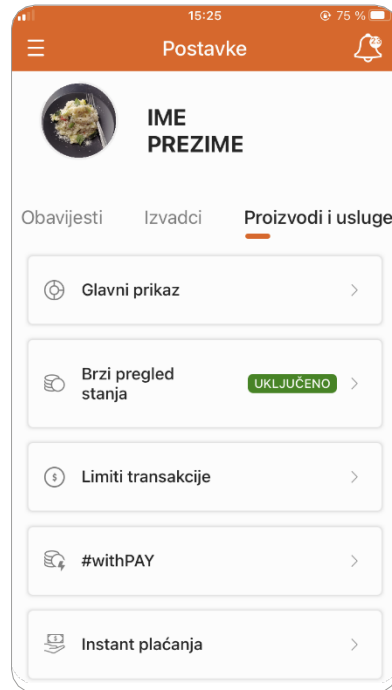 15:25
75 %
Postavke
23
IME
PREZIME
Obavijesti Izvadci Proizvodi i usluge
Glavni prikaz
Brzi pregled
stanja
UKLJUČENO
Limiti transakcije
#withPAY
Instant plaćanja